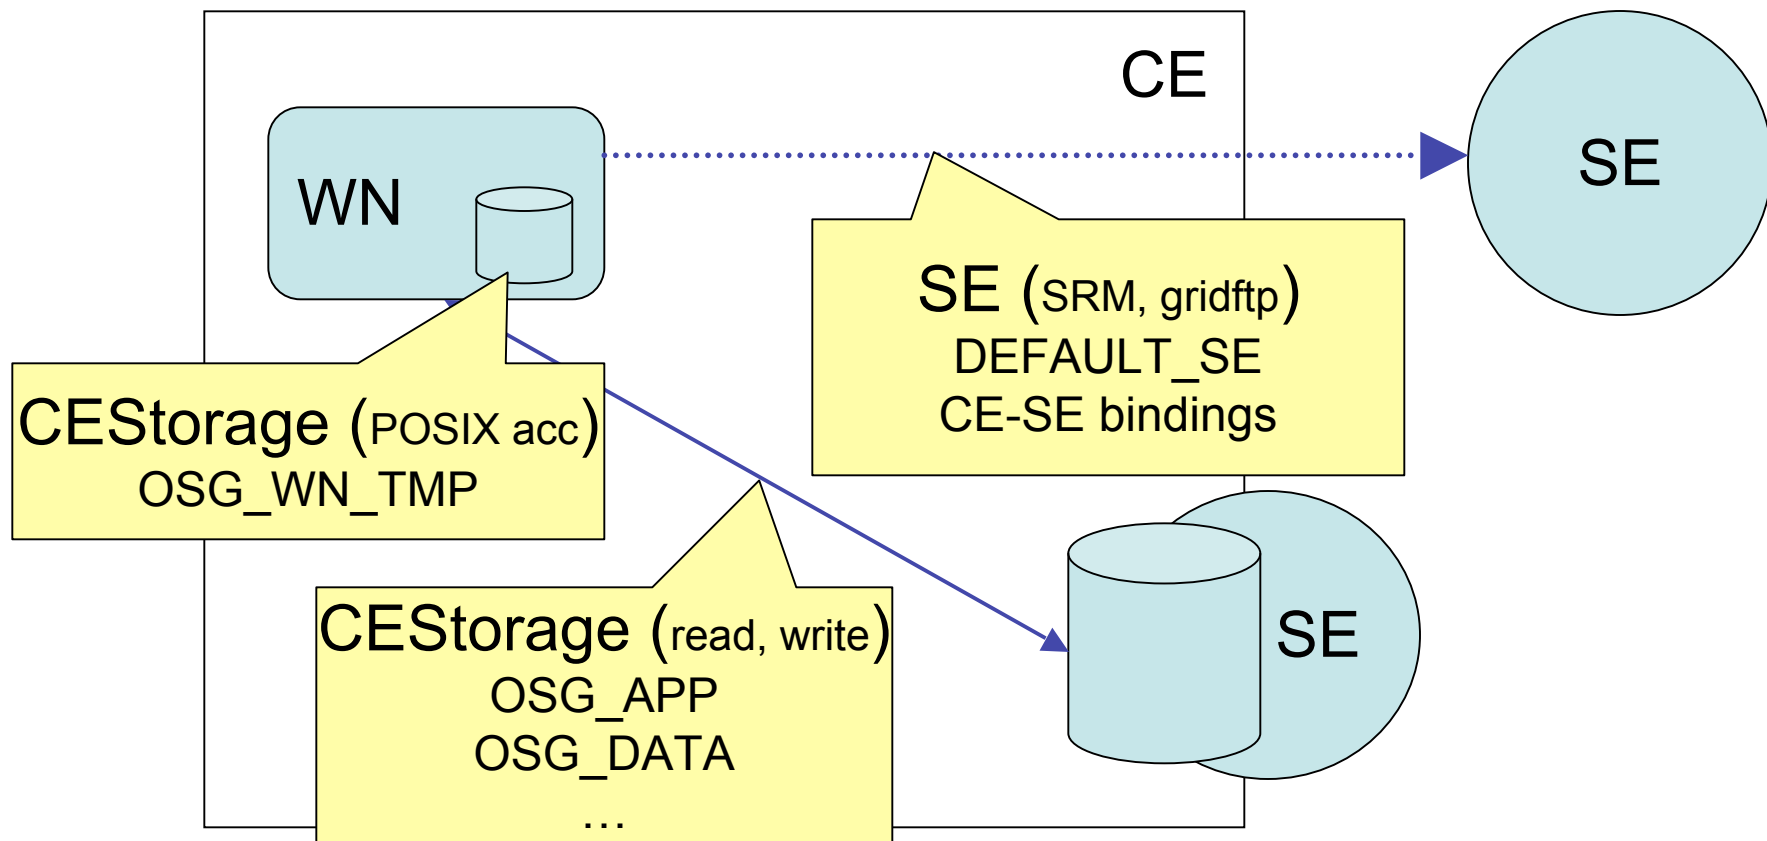 CE
WN
SE
SE (SRM, gridftp)
DEFAULT_SE
CE-SE bindings
CEStorage (POSIX acc)
OSG_WN_TMP
CEStorage (read, write)
OSG_APP
OSG_DATA
…
SE